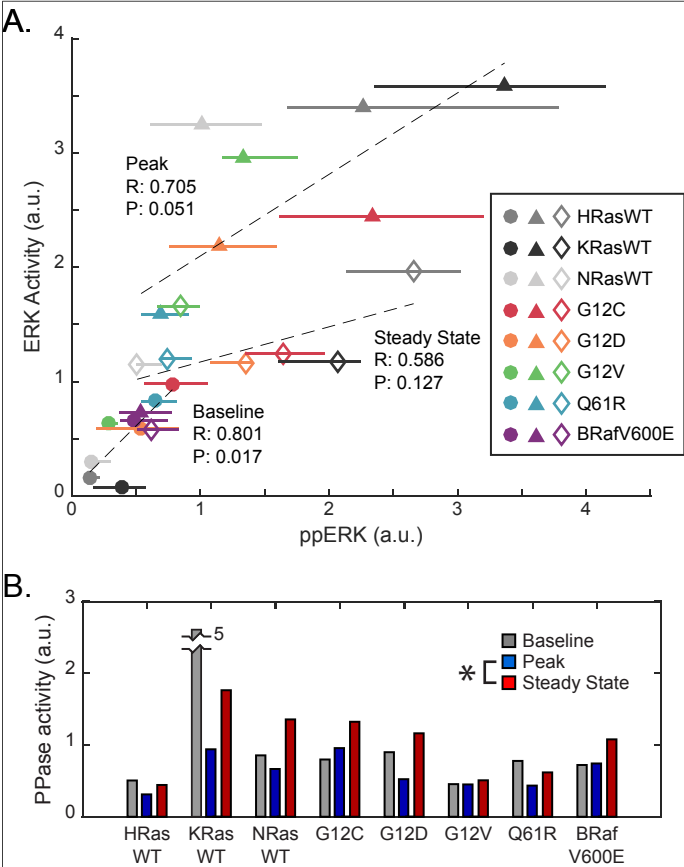 A.
4
3
2
1
0
ERK Activity (a.u.)
Peak
R: 0.705
P: 0.051
Steady State
R: 0.586
P: 0.127
Baseline
R: 0.801
P: 0.017
HRasWT
KRasWT
NRasWT
G12C
G12D
G12V
Q61R
BRafV600E
0 1 2 3 4
ppERK (a.u.)
B.
3
2
1
0
PPase activity (a.u.)
5
Baseline
* Peak
Steady State
HRas KRas NRas G12C G12D G12V Q61R BRaf
WT WT WT V600E